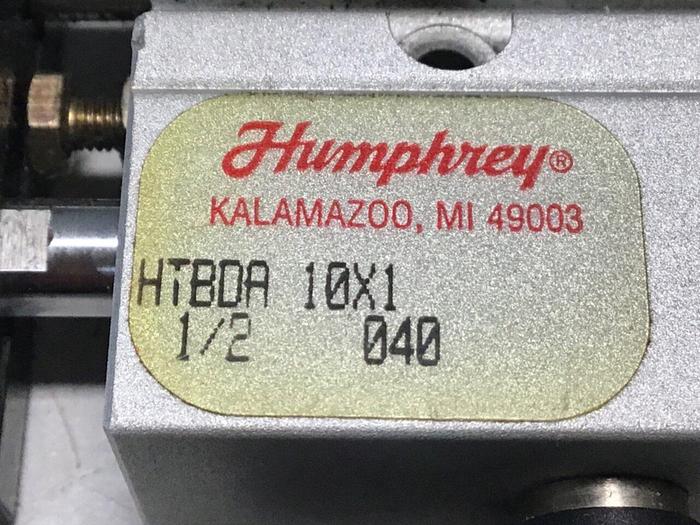 Humphrey®
KALAMAZOO, MI 49003
HTBDA 10X1
1/2 040